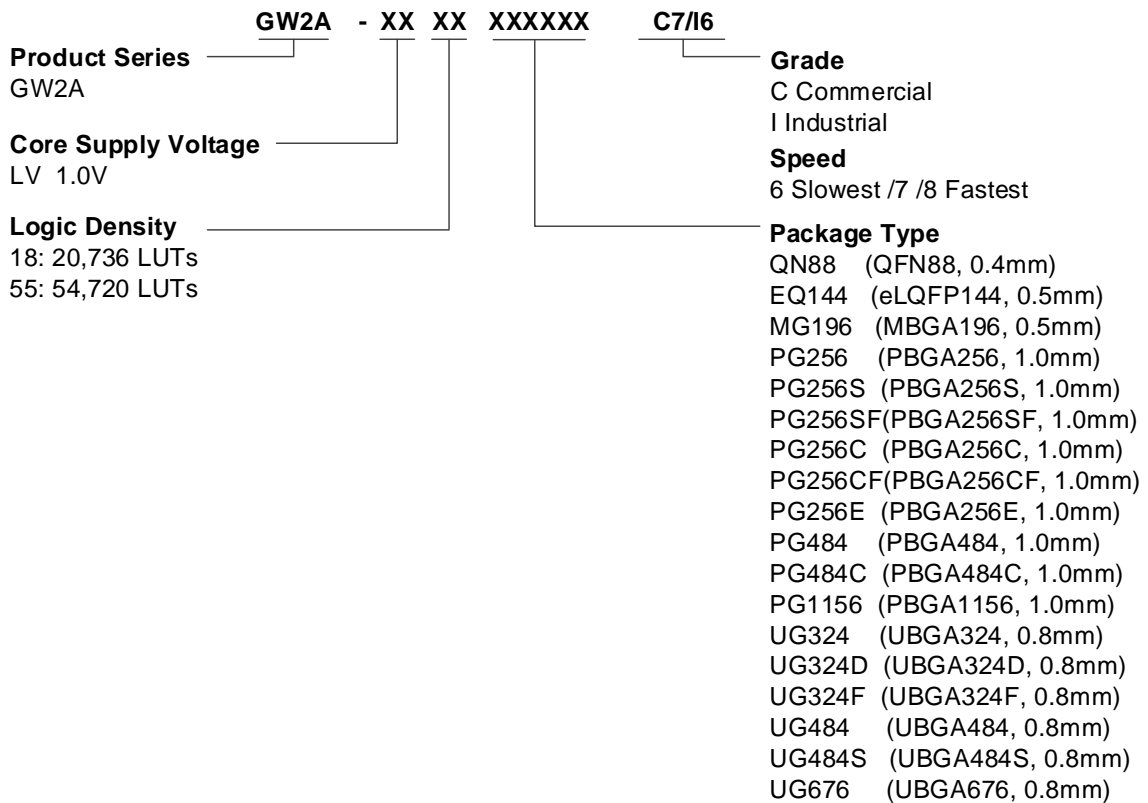 GW2A - XX XX XXXXXX C7/I6
Product Series
GW2A
Core Supply Voltage
LV 1.0V
Logic Density
18: 20,736 LUTs
55: 54,720 LUTs
Grade
C Commercial
I Industrial
Speed
6 Slowest /7 /8 Fastest
Package Type
QN88 (QFN88, 0.4mm)
EQ144 (eLQFP144, 0.5mm)
MG196 (MBGA196, 0.5mm)
PG256 (PBGA256, 1.0mm)
PG256S (PBGA256S, 1.0mm)
PG256SF(PBGA256SF, 1.0mm)
PG256C (PBGA256C, 1.0mm)
PG256CF(PBGA256CF, 1.0mm)
PG256E (PBGA256E, 1.0mm)
PG484 (PBGA484, 1.0mm)
PG484C (PBGA484C, 1.0mm)
PG1156 (PBGA1156, 1.0mm)
UG324 (UBGA324, 0.8mm)
UG324D (UBGA324D, 0.8mm)
UG324F (UBGA324F, 0.8mm)
UG484 (UBGA484, 0.8mm)
UG484S (UBGA484S, 0.8mm)
UG676 (UBGA676, 0.8mm)